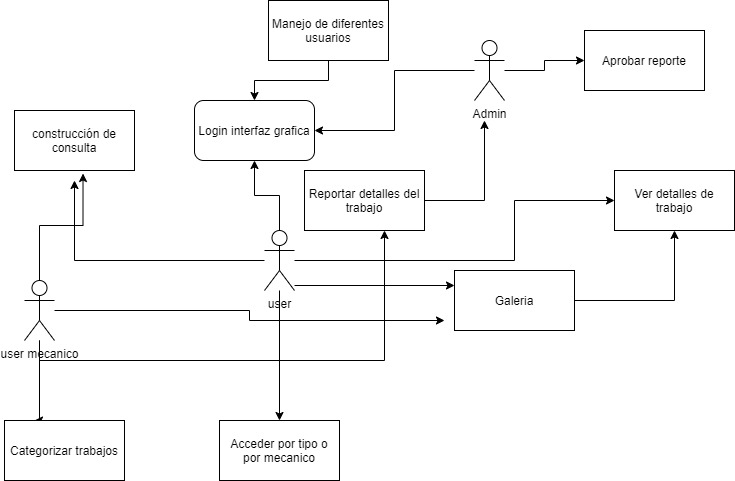 Manejo de diferentes
usuarios
Aprobar reporte
Admin
Login interfaz grafica
construcción de
consulta
Reportar detalles del
trabajo
Ver detalles de
trabajo
user
Galeria
user mecanico
Categorizar trabajos
Acceder por tipo o
por mecanico